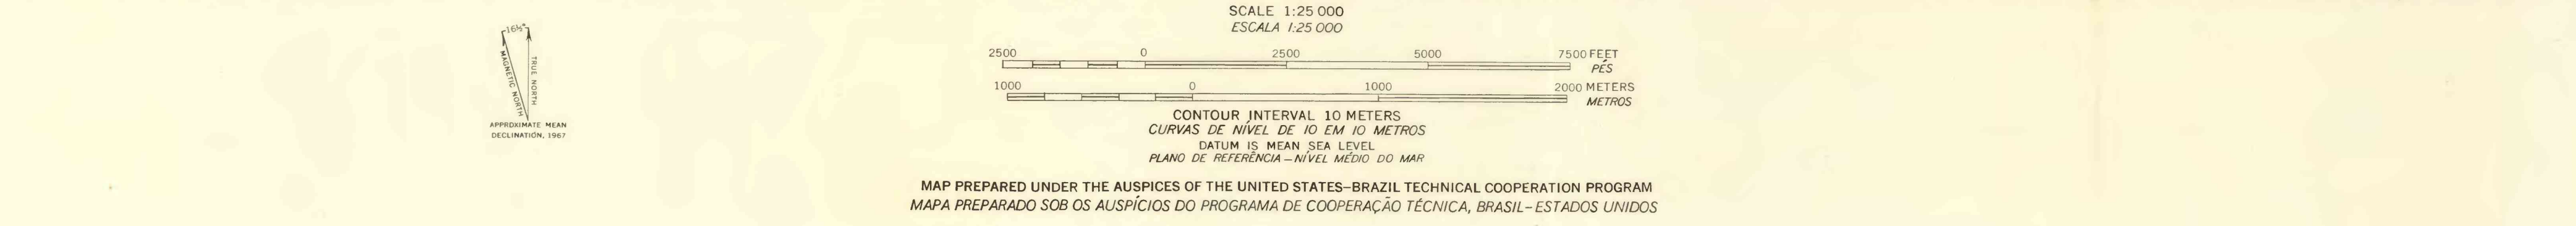 16½°
MAGNETIC NORTH
TRUE NORTH
APPROXIMATE MEAN
DECLINATION, 1967
SCALE 1:25 000
ESCALA 1:25 000
2500 0 2500 5000 7500 FEET
PÉS
1000 0 1000 2000 METERS
METROS
CONTOUR INTERVAL 10 METERS
CURVAS DE NÍVEL DE 10 EM 10 METROS
DATUM IS MEAN SEA LEVEL
PLANO DE REFERÊNCIA – NÍVEL MÉDIO DO MAR
MAP PREPARED UNDER THE AUSPICES OF THE UNITED STATES–BRAZIL TECHNICAL COOPERATION PROGRAM
MAPA PREPARADO SOB OS AUSPÍCIOS DO PROGRAMA DE COOPERAÇÃO TÉCNICA, BRASIL–ESTADOS UNIDOS